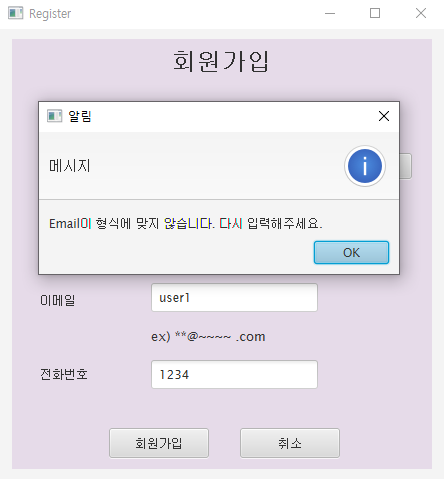 Register
회원가입
알림
메시지
Email이 형식에 맞지 않습니다. 다시 입력해주세요.
OK
이메일
user1
ex) **@~~~~ .com
전화번호
1234
회원가입
취소